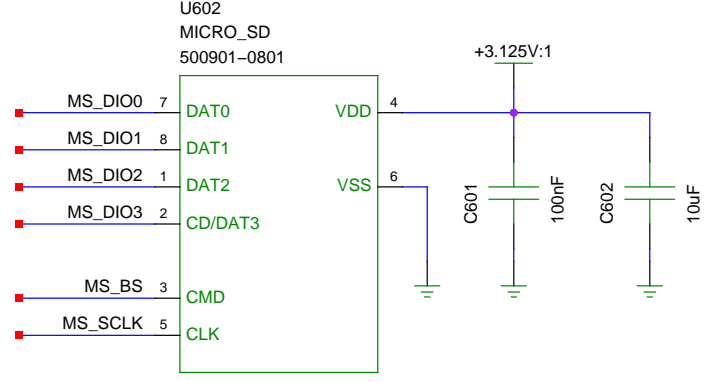 U602
MICRO_SD
500901–0801
+3.125V:1
MS_DIO0 7 DAT0 VDD 4
MS_DIO1 8 DAT1
MS_DIO2 1 DAT2 VSS 6
MS_DIO3 2 CD/DAT3
C601 100nF C602 10uF
MS_BS 3 CMD
MS_SCLK 5 CLK